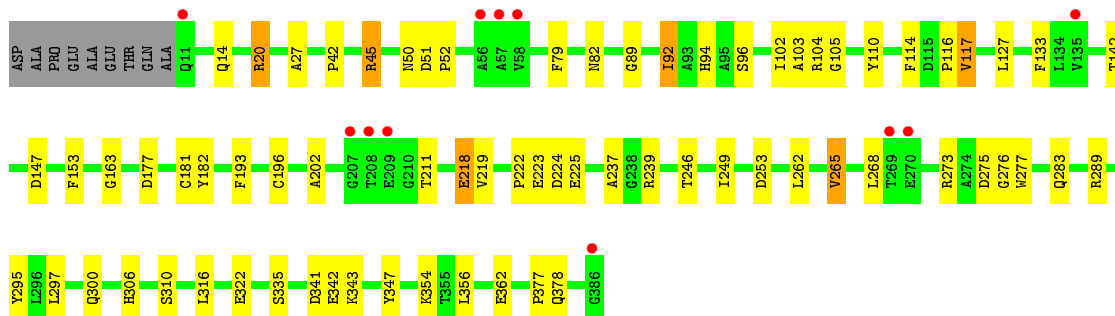 ASP ALA PRO GLU ALA GLU THR GLN ALA Q11 Q14 R20 A27 P42 R45 N50 D51 P52 A56 A57 V58 F79 N82 G89 I92 A93 H94 A95 S96 I102 A103 R104 G105 Y110 F114 D115 P116 V117 L127 F133 L134 V135 T142
D147 F153 G163 D177 C181 Y182 F193 C196 A202 G207 T208 E209 G210 T211 E218 V219 P222 E223 D224 E225 A237 G238 R239 T246 I249 D253 L262 V265 L268 T269 E270 R273 A274 D275 G276 W277 Q283 R289
Y295 L296 L297 Q300 H306 S310 L316 E322 S335 D341 E342 K343 Y347 K354 T355 L356 E362 P377 Q378 G386